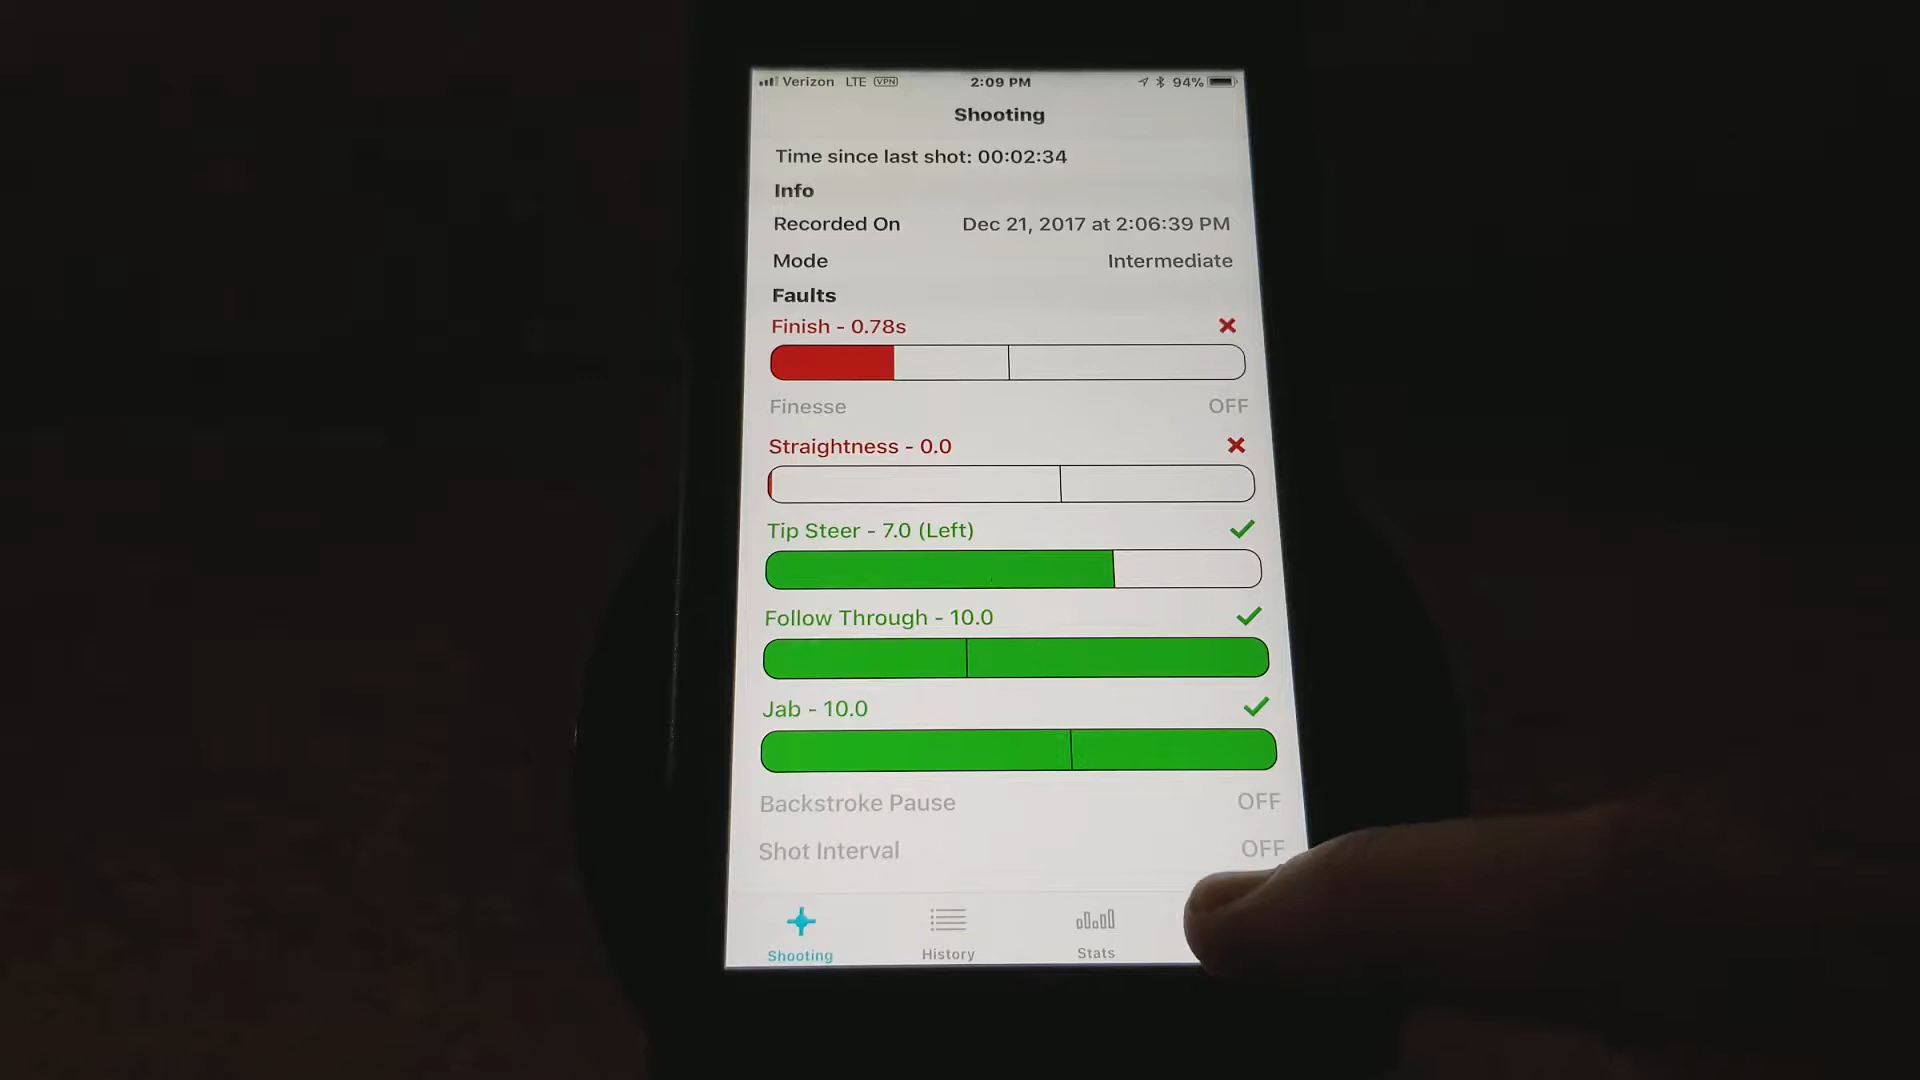 Verizon LTE VPN 2:09 PM 94%
Shooting
Time since last shot: 00:02:34
Info
Recorded On Dec 21, 2017 at 2:06:39 PM
Mode Intermediate
Faults
Finish - 0.78s
Finesse OFF
Straightness - 0.0
Tip Steer - 7.0 (Left)
Follow Through - 10.0
Jab - 10.0
Backstroke Pause OFF
Shot Interval OFF
Shooting History Stats